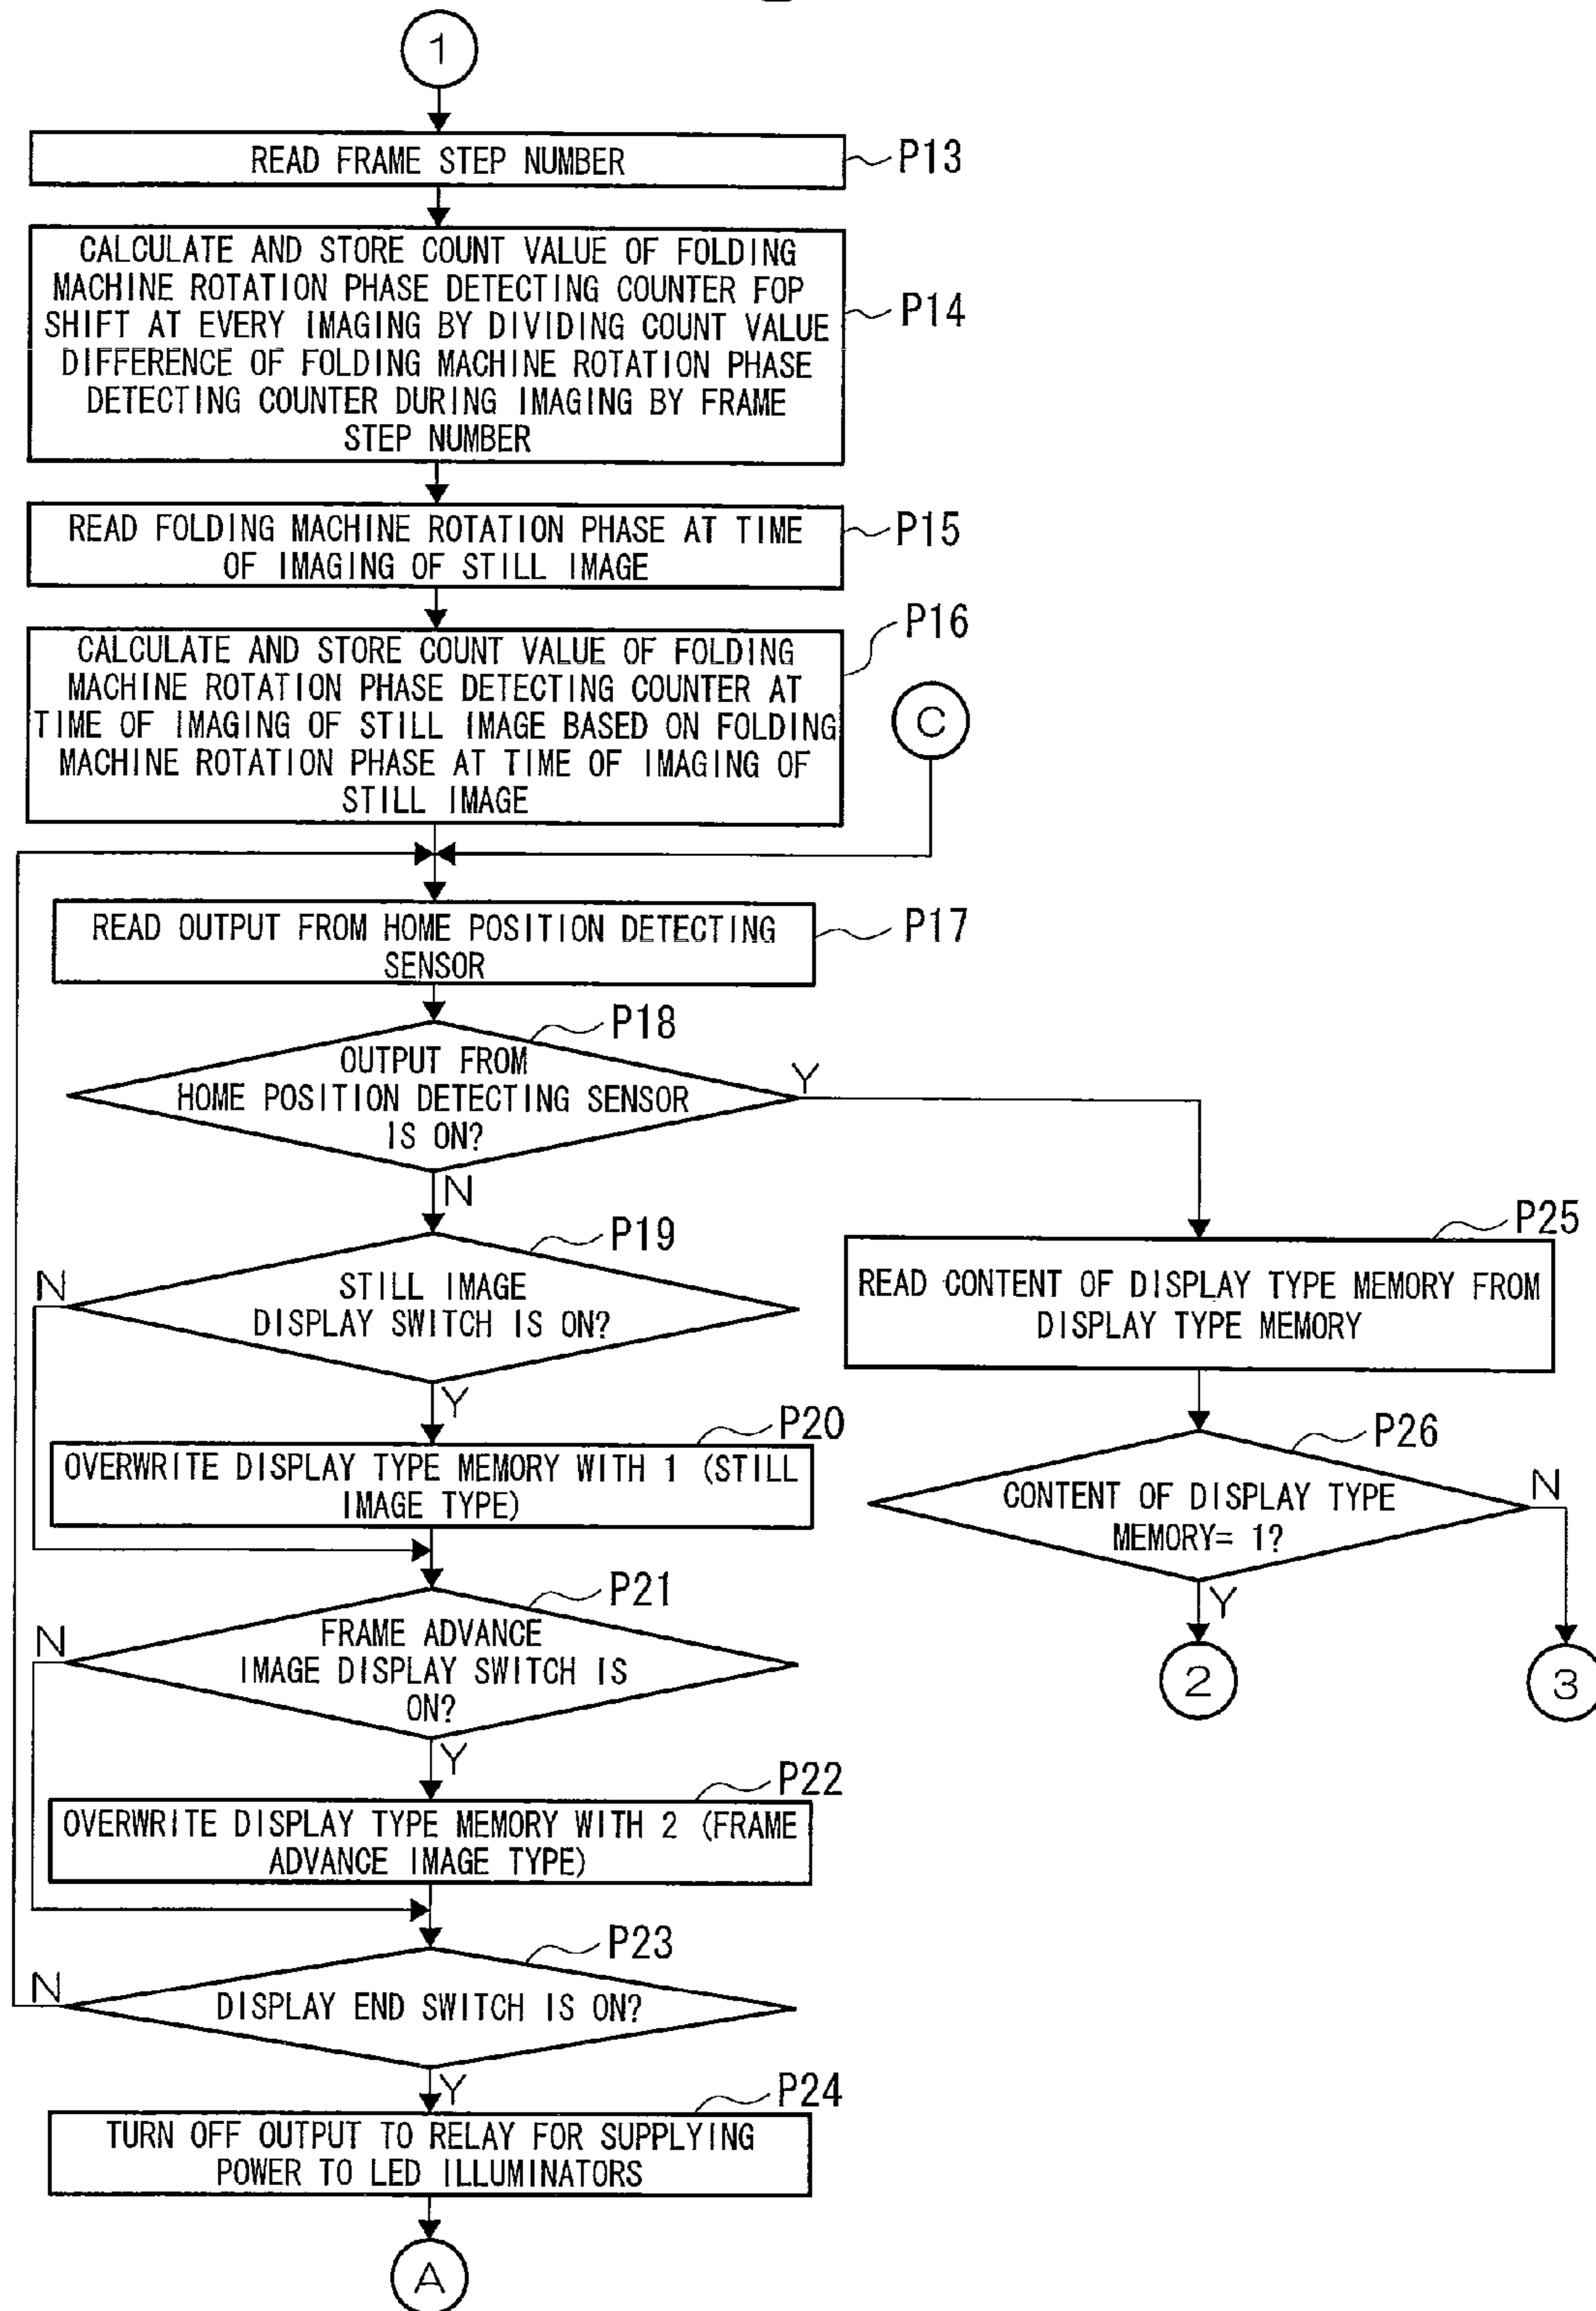 1
READ FRAME STEP NUMBER
P13
CALCULATE AND STORE COUNT VALUE OF FOLDING
MACHINE ROTATION PHASE DETECTING COUNTER FOP
SHIFT AT EVERY IMAGING BY DIVIDING COUNT VALUE
DIFFERENCE OF FOLDING MACHINE ROTATION PHASE
DETECTING COUNTER DURING IMAGING BY FRAME
STEP NUMBER
P14
READ FOLDING MACHINE ROTATION PHASE AT TIME
OF IMAGING OF STILL IMAGE
P15
CALCULATE AND STORE COUNT VALUE OF FOLDING
MACHINE ROTATION PHASE DETECTING COUNTER AT
TIME OF IMAGING OF STILL IMAGE BASED ON FOLDING
MACHINE ROTATION PHASE AT TIME OF IMAGING OF
STILL IMAGE
P16
C
READ OUTPUT FROM HOME POSITION DETECTING
SENSOR
P17
OUTPUT FROM
HOME POSITION DETECTING SENSOR
IS ON?
P18
Y
N
STILL IMAGE
DISPLAY SWITCH IS ON?
P19
N
Y
OVERWRITE DISPLAY TYPE MEMORY WITH 1 (STILL
IMAGE TYPE)
P20
FRAME ADVANCE
IMAGE DISPLAY SWITCH IS
ON?
P21
N
Y
OVERWRITE DISPLAY TYPE MEMORY WITH 2 (FRAME
ADVANCE IMAGE TYPE)
P22
DISPLAY END SWITCH IS ON?
P23
N
Y
TURN OFF OUTPUT TO RELAY FOR SUPPLYING
POWER TO LED ILLUMINATORS
P24
A
READ CONTENT OF DISPLAY TYPE MEMORY FROM
DISPLAY TYPE MEMORY
P25
CONTENT OF DISPLAY TYPE
MEMORY= 1?
P26
N
Y
2
3